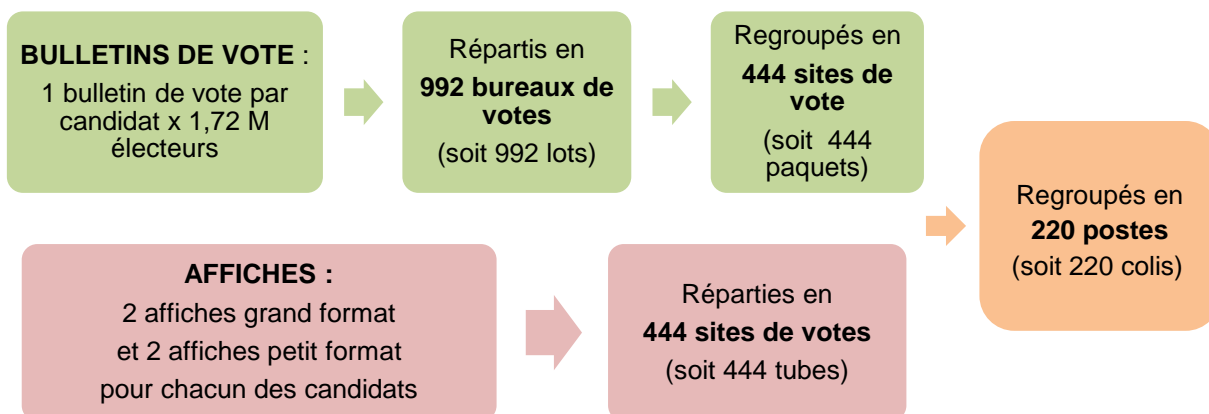 BULLETINS DE VOTE :
1 bulletin de vote par
candidat x 1,72 M
électeurs
Répartis en
992 bureaux de
votes
(soit 992 lots)
Regroupés en
444 sites de
vote
(soit 444
paquets)
AFFICHES :
2 affiches grand format
et 2 affiches petit format
pour chacun des candidats
Réparties en
444 sites de votes
(soit 444 tubes)
Regroupés en
220 postes
(soit 220 colis)